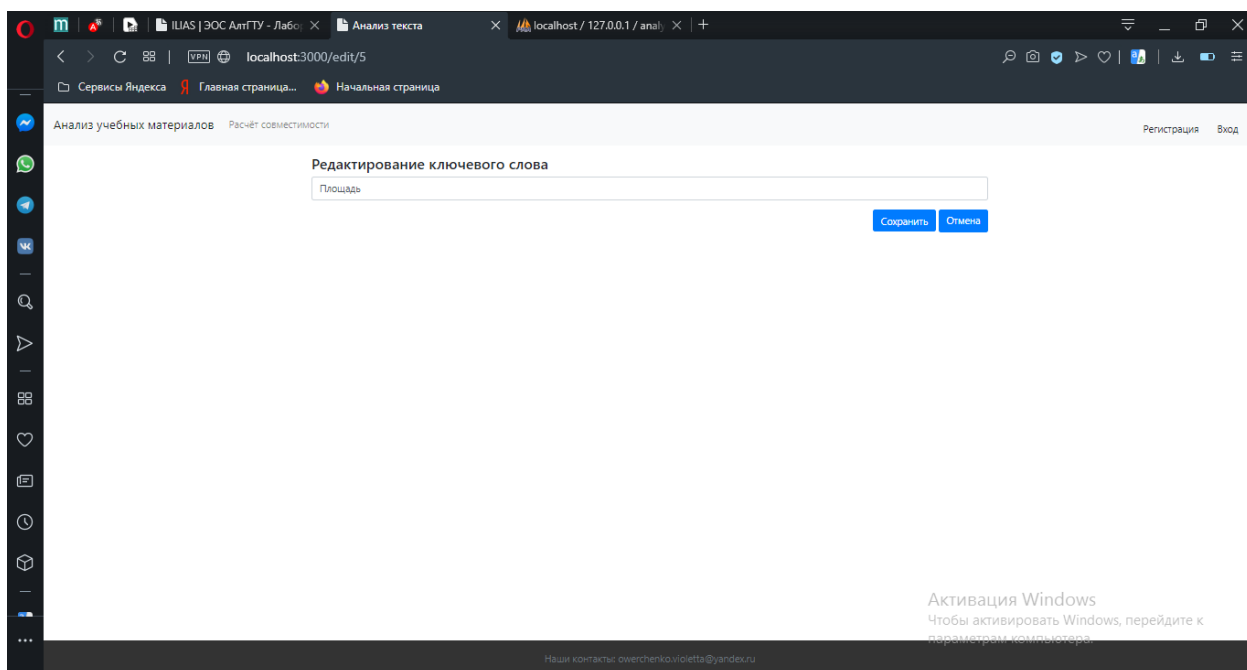 ILIAS | ЭОС АлтГТУ - Лабор
Анализ текста
localhost / 127.0.0.1 / analy
VPN
localhost:3000/edit/5
Сервисы Яндекса
Главная страница...
Начальная страница
Анализ учебных материалов
Расчёт совместимости
Регистрация
Вход
Редактирование ключевого слова
Площадь
Сохранить
Отмена
Активация Windows
Чтобы активировать Windows, перейдите к
параметрам компьютера.
Наши контакты: owerchenko.violetta@yandex.ru